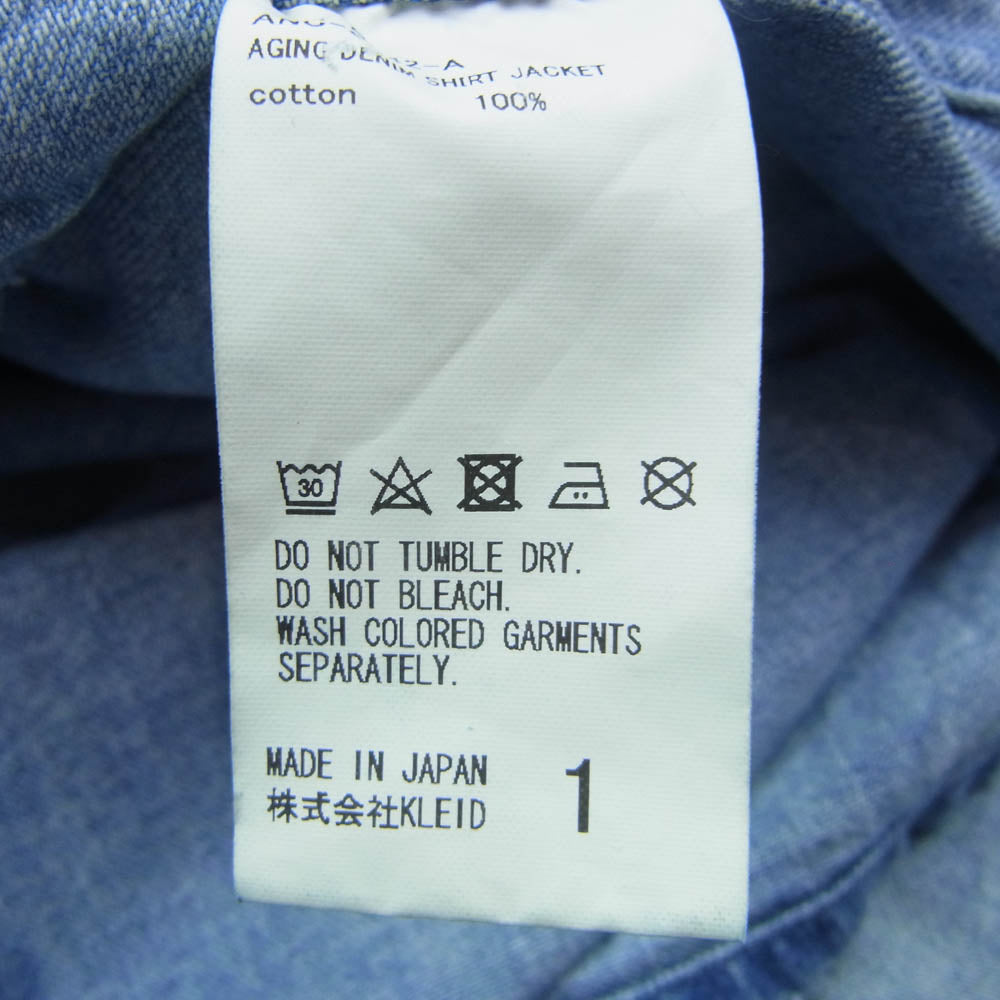 AGING DENIM SHIRT JACKET
cotton 100%
30
DO NOT TUMBLE DRY.
DO NOT BLEACH.
WASH COLORED GARMENTS
SEPARATELY.
MADE IN JAPAN
株式会社KLEID
1